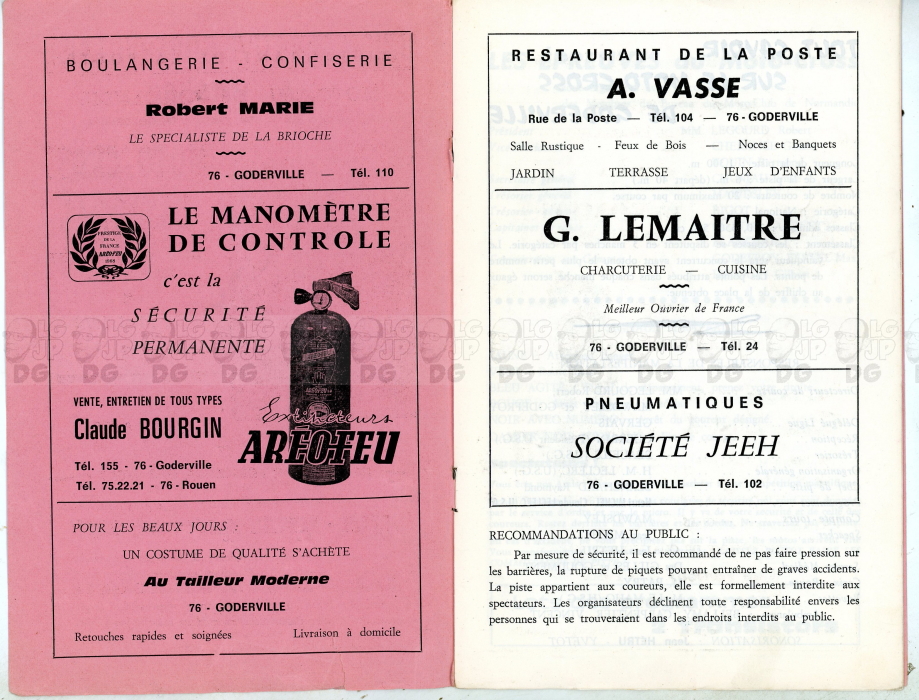 BOULANGERIE - CONFISERIE
Robert MARIE
LE SPECIALISTE DE LA BRIOCHE
76 - GODERVILLE — Tél. 110
PRESTIGE
DE LA
FRANCE
ARÉOFEU
LE MANOMÈTRE
DE CONTROLE
c'est la
SÉCURITÉ
PERMANENTE
VENTE, ENTRETIEN DE TOUS TYPES
Claude BOURGIN
Extincteurs
ARÉOFEU
Tél. 155 - 76 - Goderville
Tél. 75.22.21 - 76 - Rouen
POUR LES BEAUX JOURS :
UN COSTUME DE QUALITÉ S'ACHÈTE
Au Tailleur Moderne
76 - GODERVILLE
Retouches rapides et soignées Livraison à domicile
RESTAURANT DE LA POSTE
A. VASSE
Rue de la Poste — Tél. 104 — 76 - GODERVILLE
Salle Rustique - Feux de Bois — Noces et Banquets
JARDIN TERRASSE JEUX D'ENFANTS
G. LEMAITRE
CHARCUTERIE — CUISINE
Meilleur Ouvrier de France
76 - GODERVILLE — Tél. 24
PNEUMATIQUES
SOCIÉTÉ JEEH
76 - GODERVILLE — Tél. 102
RECOMMANDATIONS AU PUBLIC :
Par mesure de sécurité, il est recommandé de ne pas faire pression sur
les barrières, la rupture de piquets pouvant entraîner de graves accidents.
La piste appartient aux coureurs, elle est formellement interdite aux
spectateurs. Les organisateurs déclinent toute responsabilité envers les
personnes qui se trouveraient dans les endroits interdits au public.